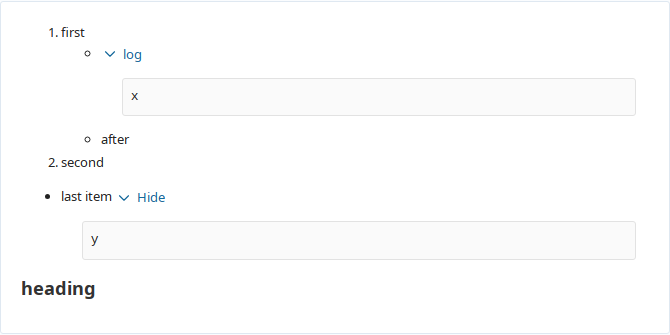 1. first
log
x
after
2. second
last item Hide
y
heading